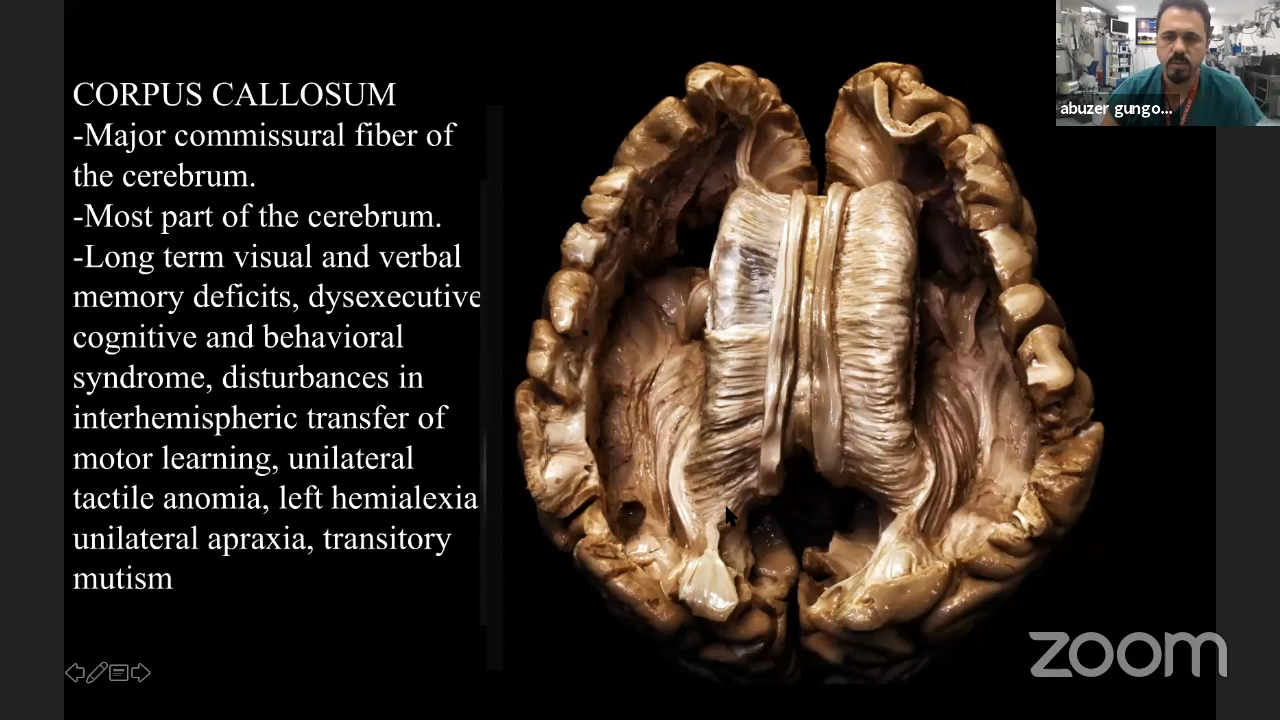 CORPUS CALLOSUM
-Major commissural fiber of
the cerebrum.
-Most part of the cerebrum.
-Long term visual and verbal
memory deficits, dysexecutive
cognitive and behavioral
syndrome, disturbances in
interhemispheric transfer of
motor learning, unilateral
tactile anomia, left hemialexia
unilateral apraxia, transitory
mutism
abuzer gungo...
zoom